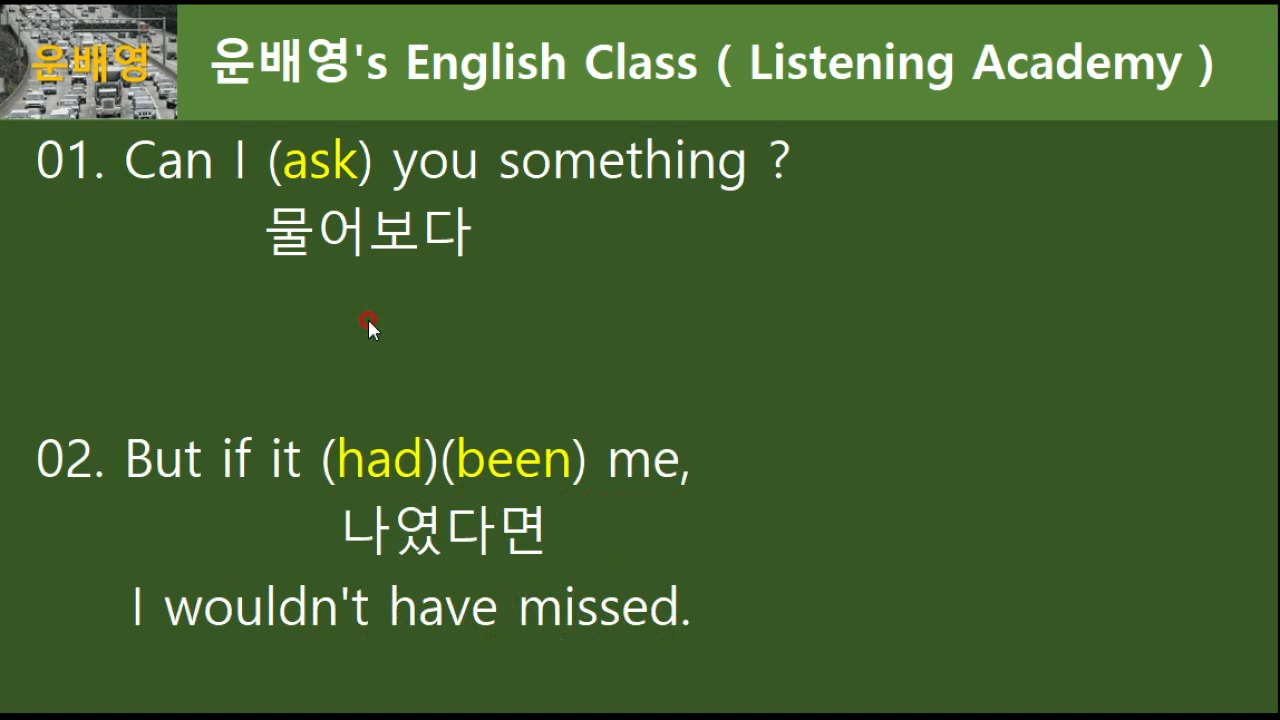 운배영
운배영's English Class ( Listening Academy )
01. Can I (ask) you something ?
물어보다
02. But if it (had)(been) me,
나였다면
I wouldn't have missed.